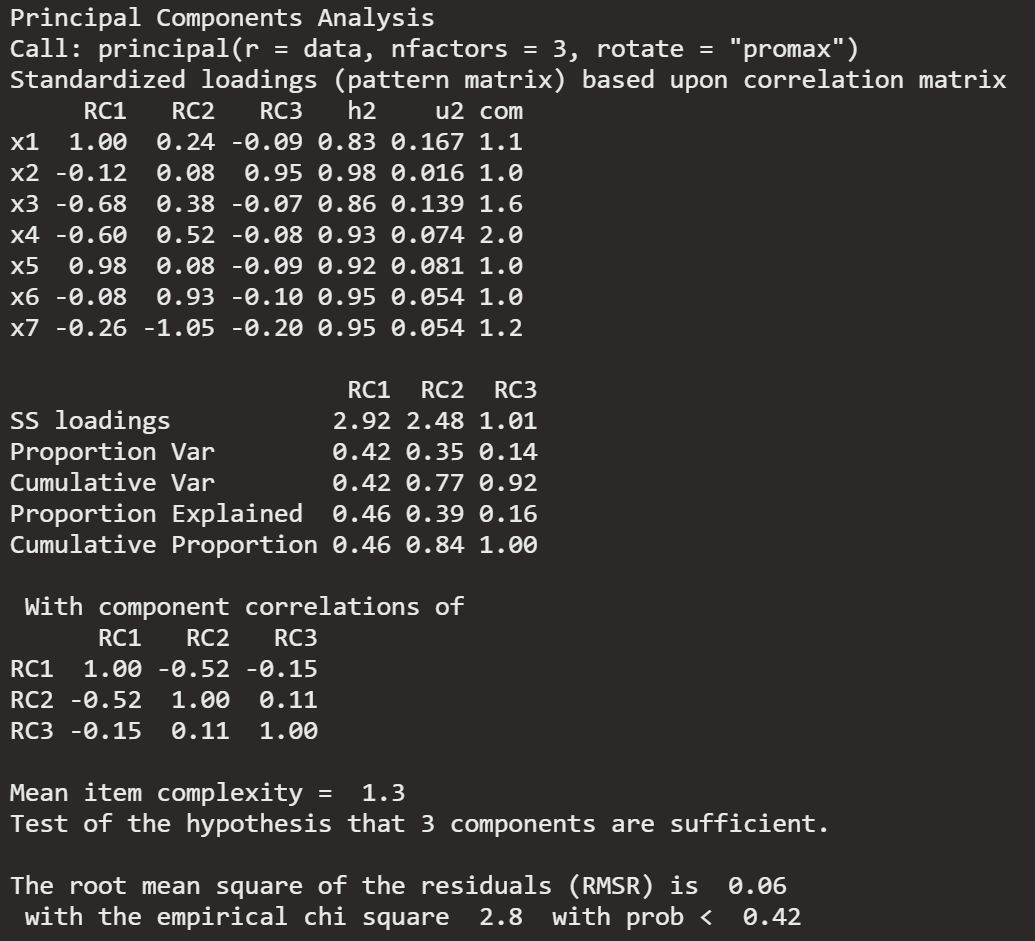 Principal Components Analysis
Call: principal(r = data, nfactors = 3, rotate = "promax")
Standardized loadings (pattern matrix) based upon correlation matrix
     RC1   RC2   RC3   h2    u2 com
x1  1.00  0.24 -0.09 0.83 0.167 1.1
x2 -0.12  0.08  0.95 0.98 0.016 1.0
x3 -0.68  0.38 -0.07 0.86 0.139 1.6
x4 -0.60  0.52 -0.08 0.93 0.074 2.0
x5  0.98  0.08 -0.09 0.92 0.081 1.0
x6 -0.08  0.93 -0.10 0.95 0.054 1.0
x7 -0.26 -1.05 -0.20 0.95 0.054 1.2

                       RC1  RC2  RC3
SS loadings           2.92 2.48 1.01
Proportion Var        0.42 0.35 0.14
Cumulative Var        0.42 0.77 0.92
Proportion Explained  0.46 0.39 0.16
Cumulative Proportion 0.46 0.84 1.00

 With component correlations of
      RC1   RC2   RC3
RC1  1.00 -0.52 -0.15
RC2 -0.52  1.00  0.11
RC3 -0.15  0.11  1.00

Mean item complexity =  1.3
Test of the hypothesis that 3 components are sufficient.

The root mean square of the residuals (RMSR) is  0.06
 with the empirical chi square  2.8  with prob <  0.42